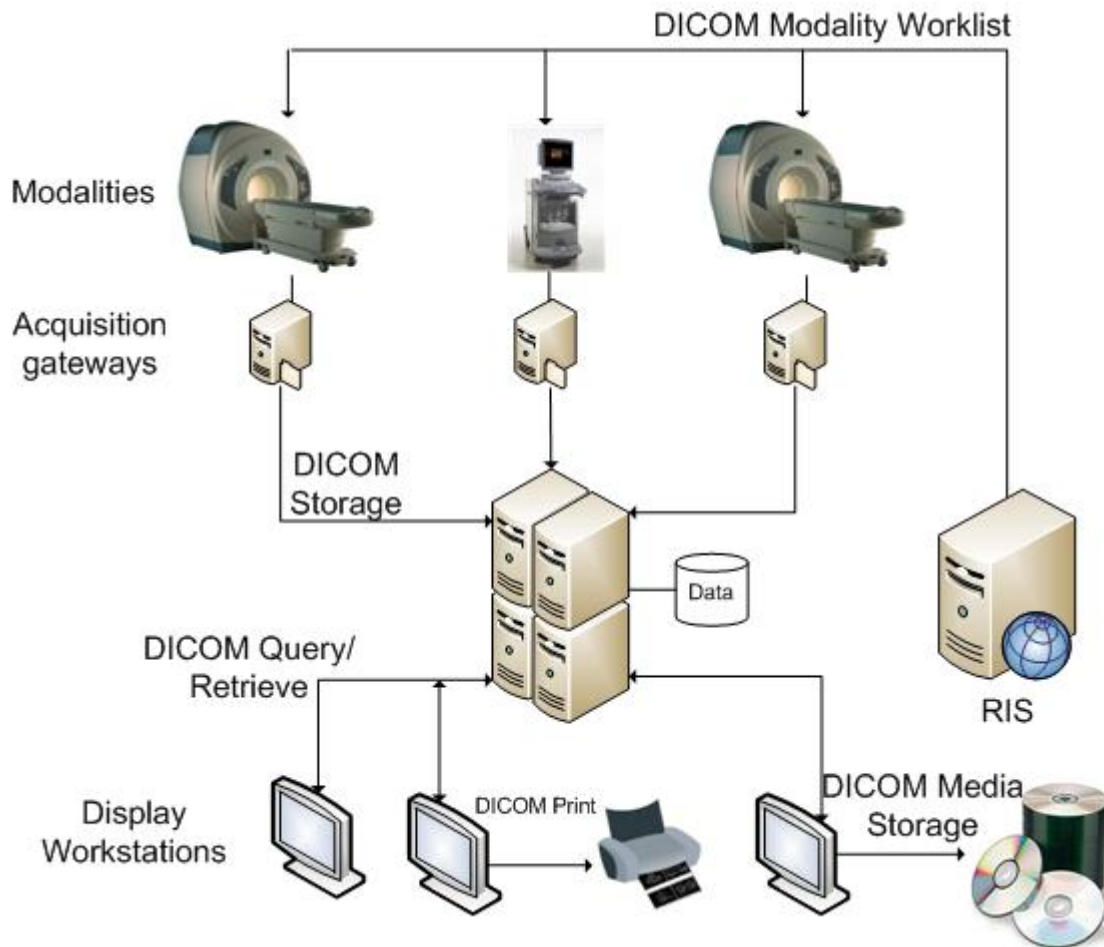 DICOM Modality Worklist
Modalities
Acquisition
gateways
DICOM
Storage
Data
DICOM Query/
Retrieve
RIS
Display
Workstations
DICOM Print
DICOM Media
Storage